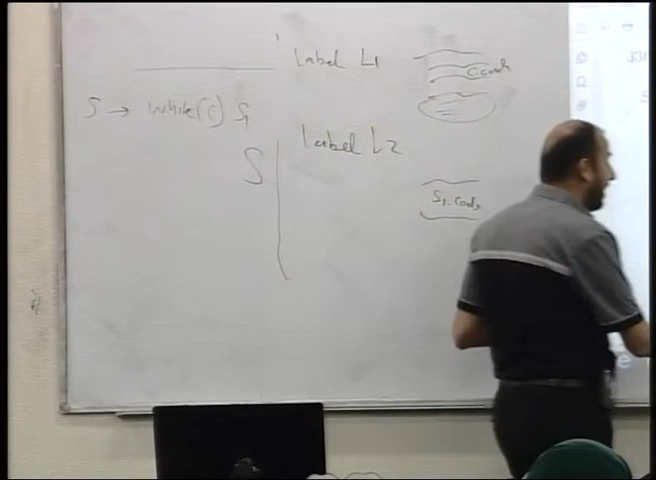 Label L1
C.code
S → while(C) S1
Label L2
S
S1.code